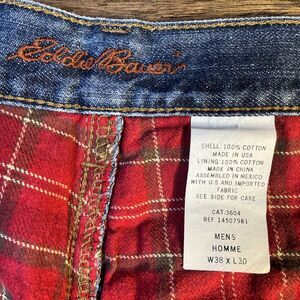 Eddie Bauer
SHELL: 100% COTTON
MADE IN USA
LINING: 100% COTTON
MADE IN CHINA
ASSEMBLED IN MEXICO
WITH U.S AND IMPORTED
FABRIC
SEE SIDE FOR CARE
CAT:3604
REF 14507981
MENS
HOMME
W38 X L30